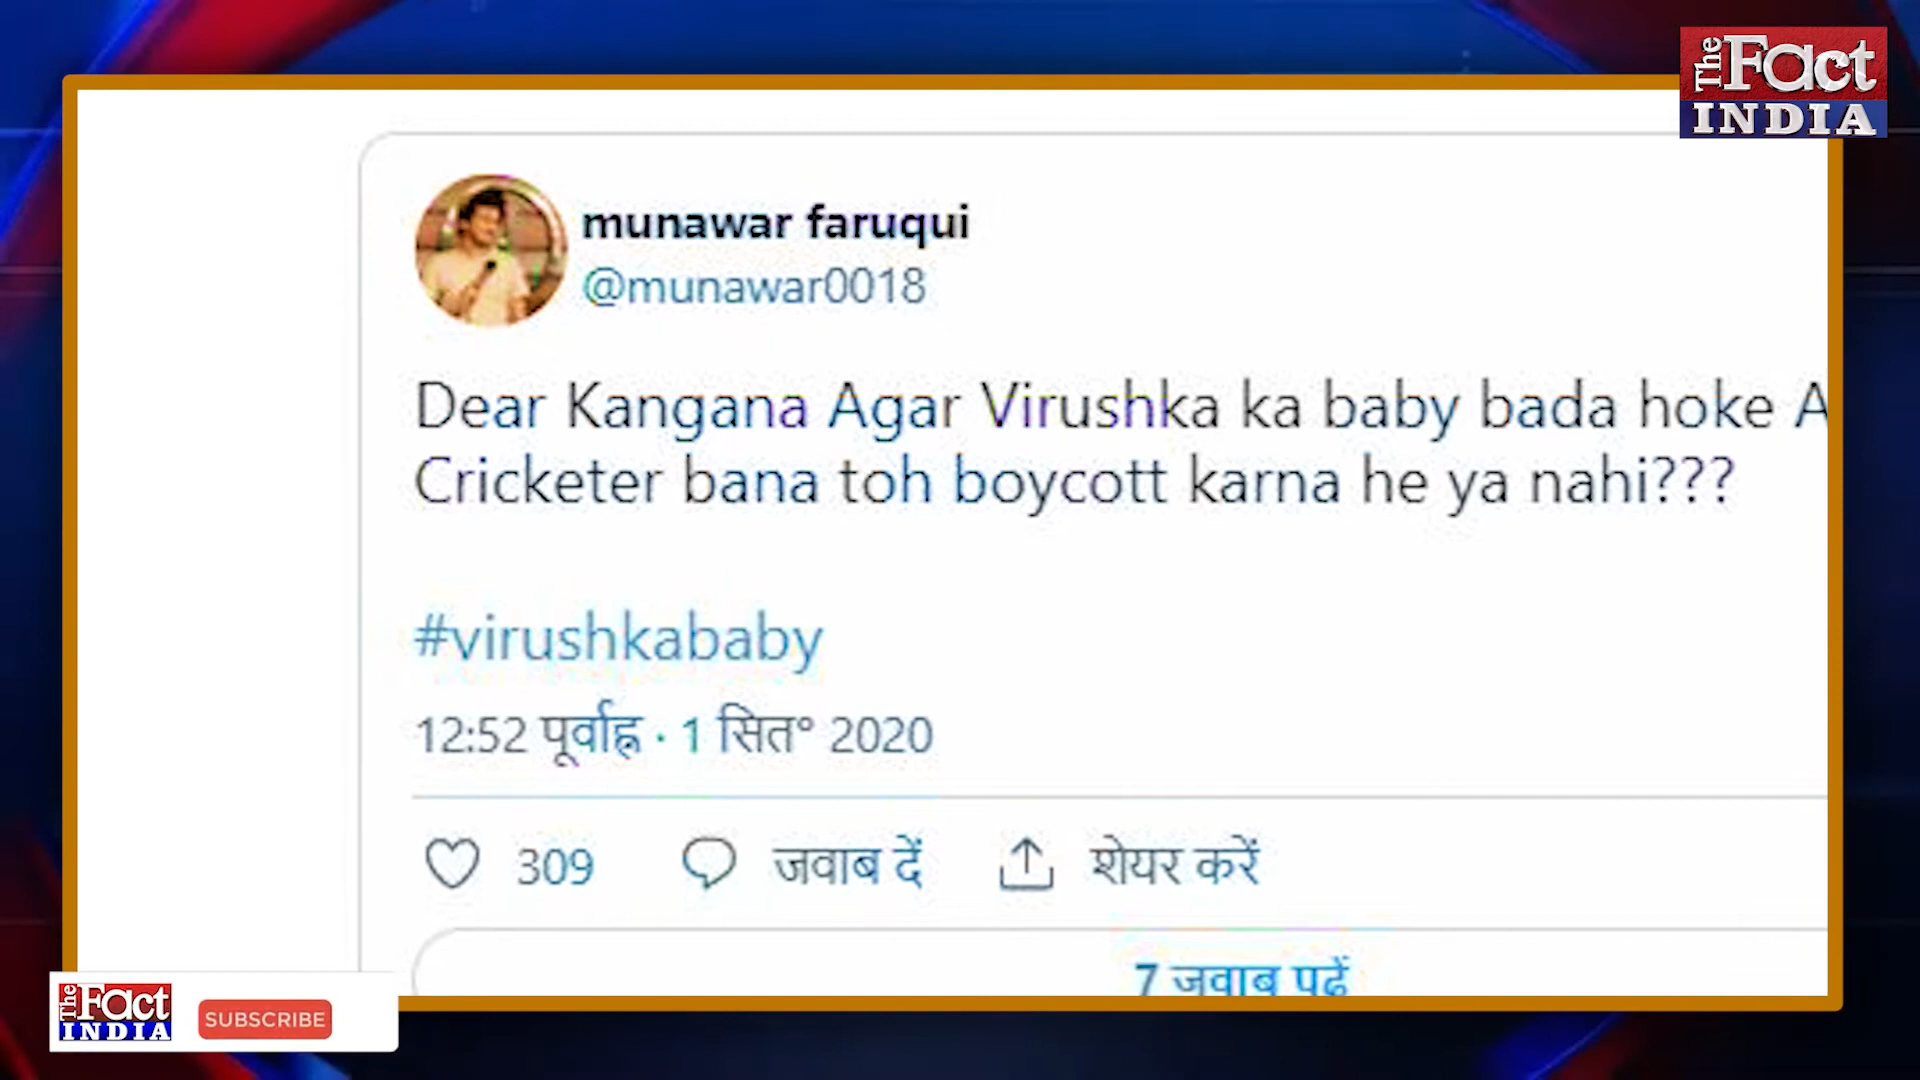 The Fact
INDIA
munawar faruqui
@munawar0018
Dear Kangana Agar Virushka ka baby bada hoke A
Cricketer bana toh boycott karna he ya nahi???
#virushkababy
12:52 पूर्वाह्न · 1 सित॰ 2020
309 जवाब दें शेयर करें
7 जवाब पढ़ें
The Fact
INDIA
SUBSCRIBE